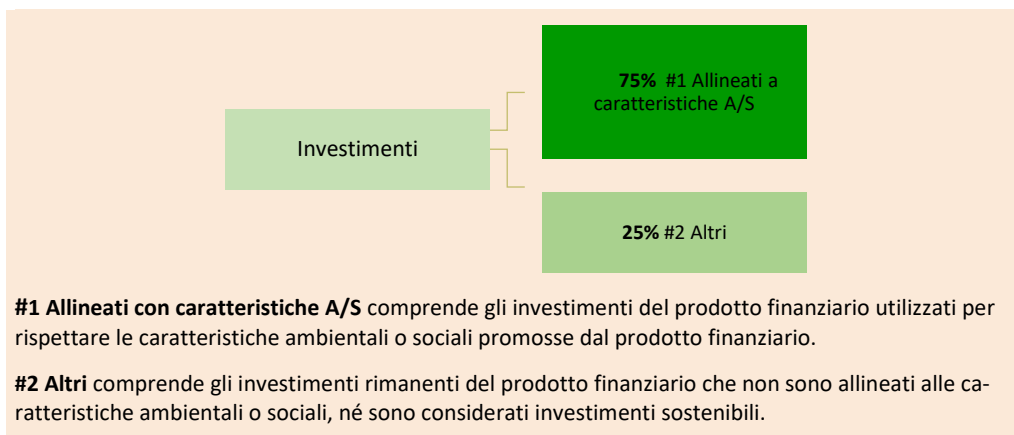 75% #1 Allineati a
caratteristiche A/S
Investimenti
25% #2 Altri
#1 Allineati con caratteristiche A/S comprende gli investimenti del prodotto finanziario utilizzati per
rispettare le caratteristiche ambientali o sociali promosse dal prodotto finanziario.
#2 Altri comprende gli investimenti rimanenti del prodotto finanziario che non sono allineati alle ca-
ratteristiche ambientali o sociali, né sono considerati investimenti sostenibili.